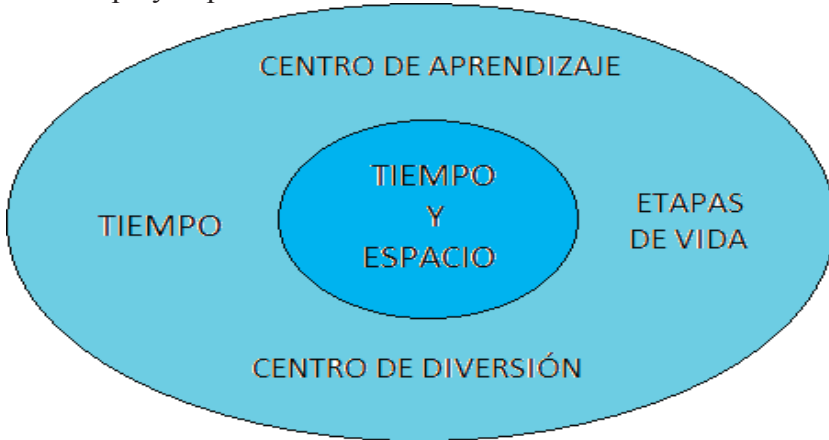 CENTRO DE APRENDIZAJE
TIEMPO
TIEMPO
Y
ESPACIO
ETAPAS
DE VIDA
CENTRO DE DIVERSIÓN